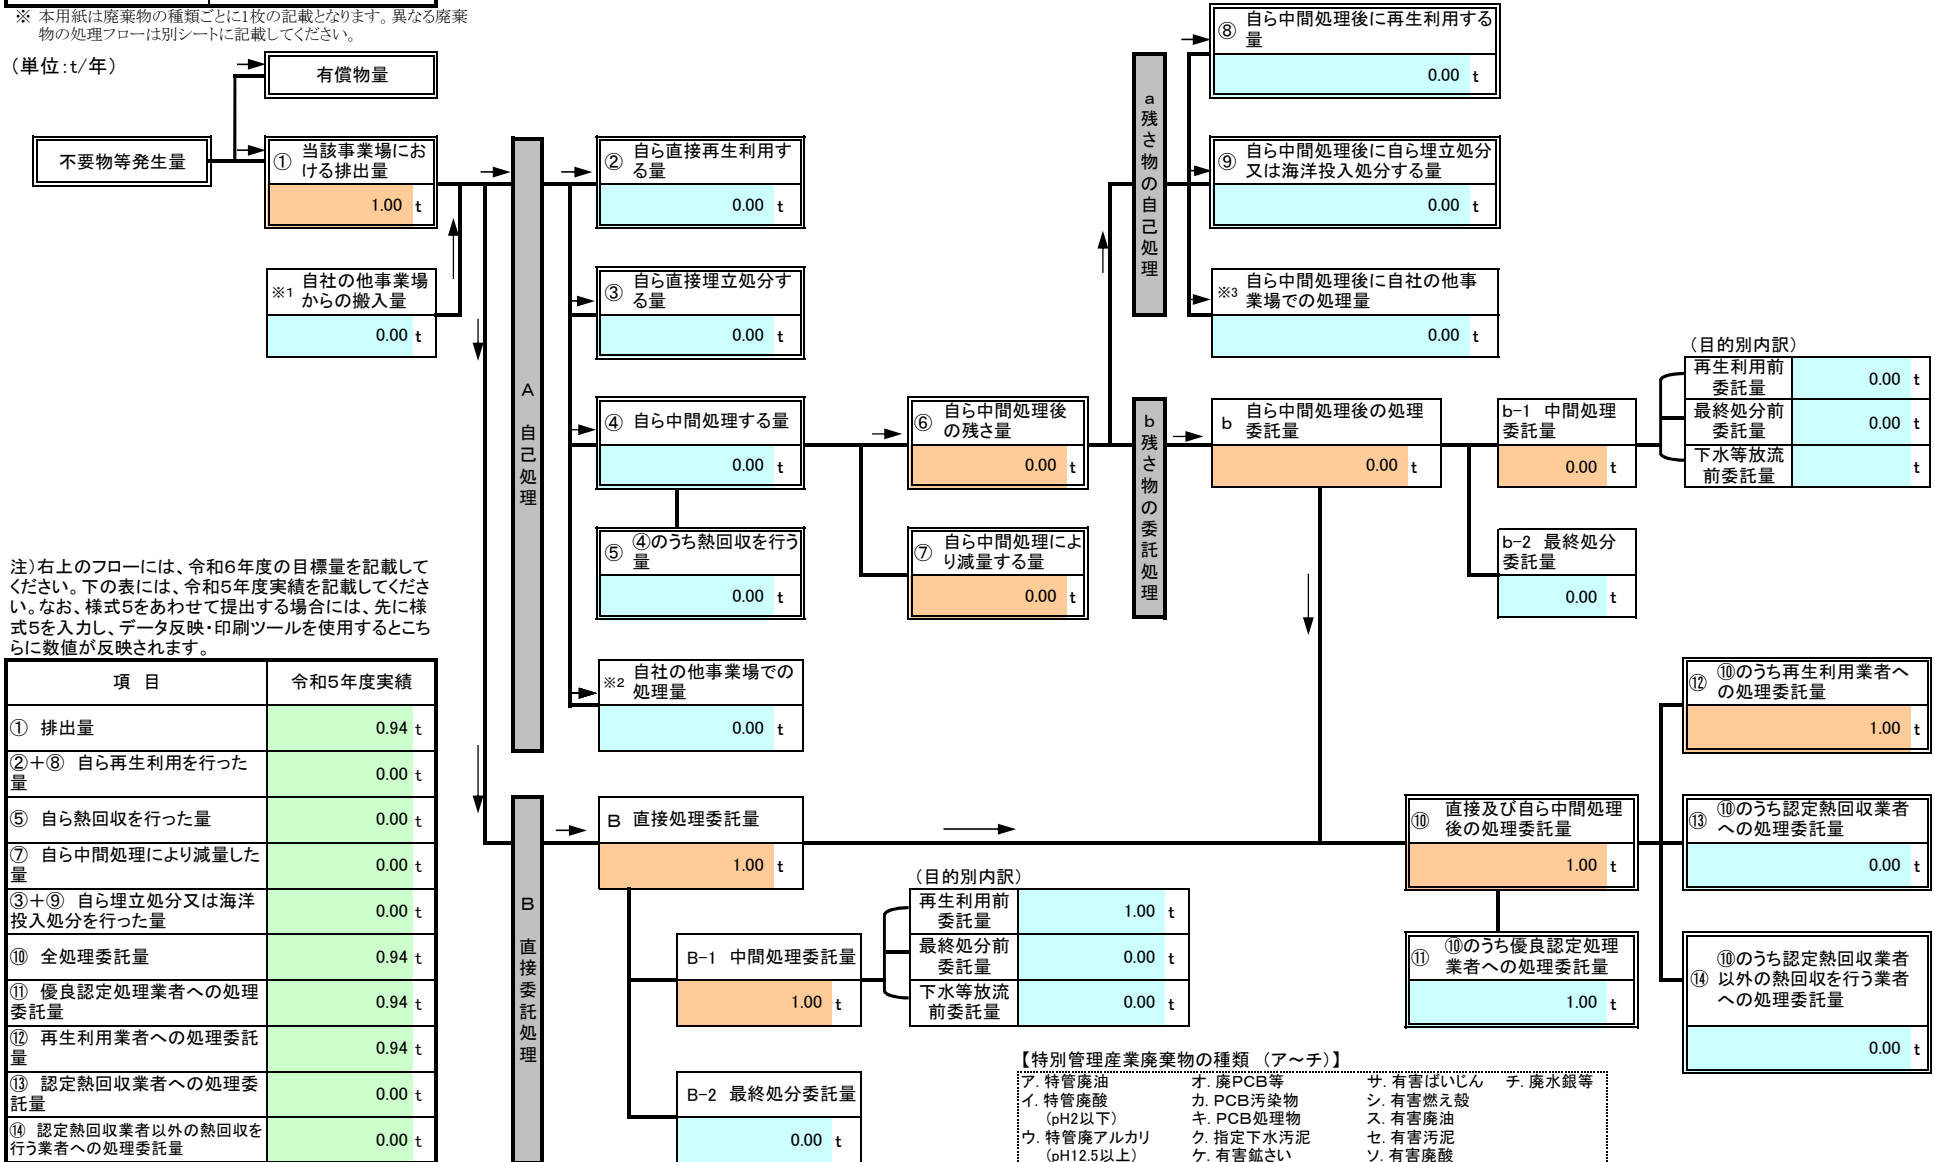 ※ 本用紙は廃棄物の種類ごとに1枚の記載となります。異なる廃棄
物の処理フローは別シートに記載してください。
(単位:t/年)
有償物量
不要物等発生量
① 当該事業場にお
ける排出量
1.00 t
※1 自社の他事業場
からの搬入量
0.00 t
A 自己処理
② 自ら直接再生利用す
る量
0.00 t
③ 自ら直接埋立処分す
る量
0.00 t
④ 自ら中間処理する量
0.00 t
⑤ ④のうち熱回収を行う
量
0.00 t
※2 自社の他事業場での
処理量
0.00 t
⑥ 自ら中間処理後
の残さ量
0.00 t
⑦ 自ら中間処理によ
り減量する量
0.00 t
a 残さ物の自己処理
⑧ 自ら中間処理後に再生利用する
量
0.00 t
⑨ 自ら中間処理後に自ら埋立処分
又は海洋投入処分する量
0.00 t
※3 自ら中間処理後に自社の他事
業場での処理量
0.00 t
b 残さ物の委託処理
b 自ら中間処理後の処理
委託量
0.00 t
b-1 中間処理
委託量
0.00 t
b-2 最終処分
委託量
0.00 t
(目的別内訳)
再生利用前
委託量
0.00 t
最終処分前
委託量
0.00 t
下水等放流
前委託量
t
注)右上のフローには、令和6年度の目標量を記載して
ください。下の表には、令和5年度実績を記載してくださ
い。なお、様式5をあわせて提出する場合には、先に様
式5を入力し、データ反映・印刷ツールを使用するとこち
らに数値が反映されます。
項 目 令和5年度実績
① 排出量 0.94 t
②+⑧ 自ら再生利用を行った
量
0.00 t
⑤ 自ら熱回収を行った量 0.00 t
⑦ 自ら中間処理により減量した
量
0.00 t
③+⑨ 自ら埋立処分又は海洋
投入処分を行った量
0.00 t
⑩ 全処理委託量 0.94 t
⑪ 優良認定処理業者への処理
委託量
0.94 t
⑫ 再生利用業者への処理委託
量
0.94 t
⑬ 認定熱回収業者への処理委
託量
0.00 t
⑭ 認定熱回収業者以外の熱回収を
行う業者への処理委託量
0.00 t
B 直接委託処理
B 直接処理委託量
1.00 t
B-1 中間処理委託量
1.00 t
B-2 最終処分委託量
0.00 t
(目的別内訳)
再生利用前
委託量
1.00 t
最終処分前
委託量
0.00 t
下水等放流
前委託量
0.00 t
⑩ 直接及び自ら中間処理
後の処理委託量
1.00 t
⑪ ⑩のうち優良認定処理
業者への処理委託量
1.00 t
⑫ ⑩のうち再生利用業者へ
の処理委託量
1.00 t
⑬ ⑩のうち認定熱回収業者
への処理委託量
0.00 t
⑭ ⑩のうち認定熱回収業者
以外の熱回収を行う業者
への処理委託量
0.00 t
【特別管理産業廃棄物の種類 (ア~チ)】
ア. 特管廃油 オ. 廃PCB等 サ. 有害ばいじん チ. 廃水銀等
イ. 特管廃酸 カ. PCB汚染物 シ. 有害燃え殻
(pH2以下) キ. PCB処理物 ス. 有害廃油
ウ. 特管廃アルカリ ク. 指定下水汚泥 セ. 有害汚泥
(pH12.5以上) ケ. 有害鉱さい ソ. 有害廃酸